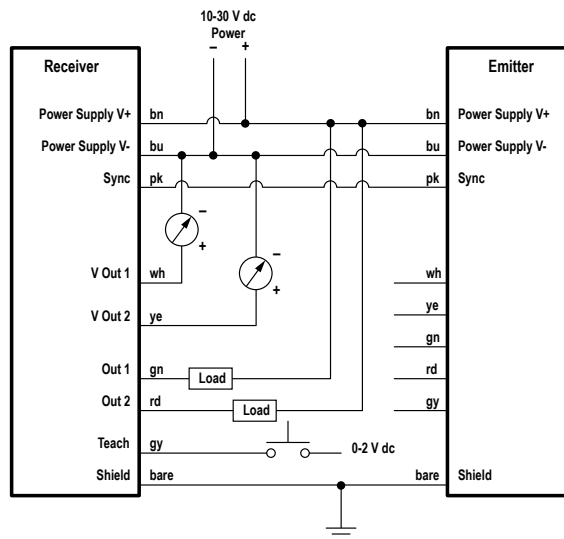 10-30 V dc
Power
– +
Receiver
Emitter
Power Supply V+ bn bn Power Supply V+
Power Supply V- bu bu Power Supply V-
Sync pk pk Sync
–
+
–
+
V Out 1 wh wh
V Out 2 ye ye
gn
Out 1 gn Load rd
Out 2 rd Load gy
Teach gy 0-2 V dc
Shield bare bare Shield